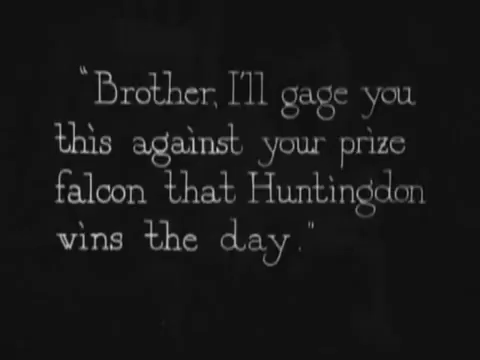 "Brother, I'll gage you
this against your prize
falcon that Huntingdon
wins the day."